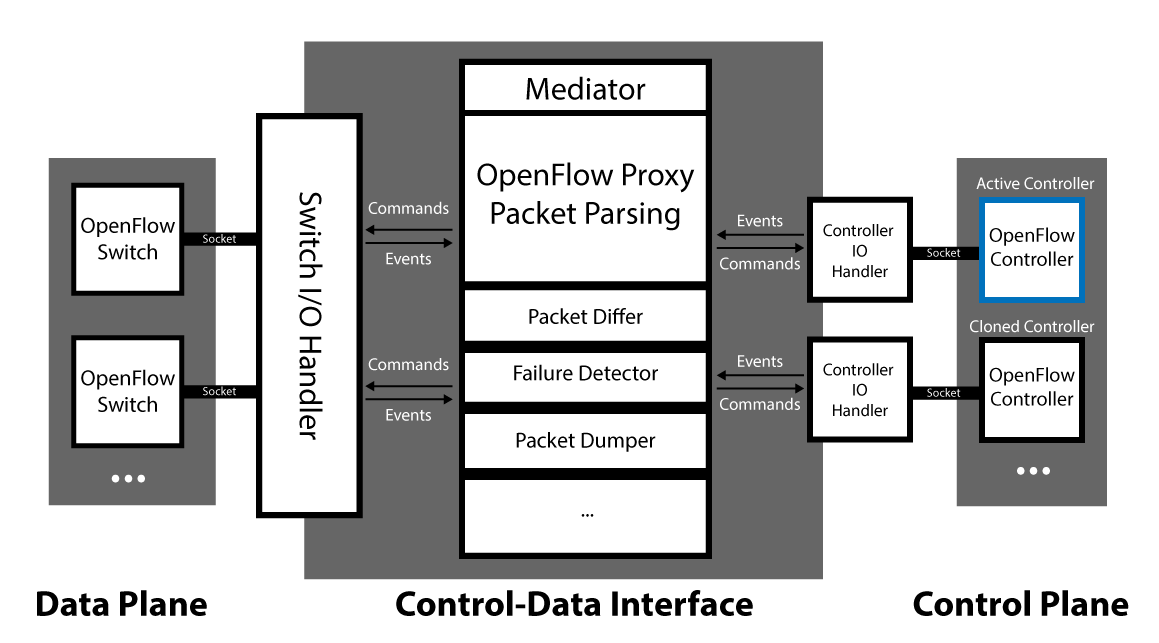 OpenFlow
Switch
Socket
OpenFlow
Switch
Socket
...
Data Plane
Switch I/O Handler
Commands
Events
Commands
Events
Mediator
OpenFlow Proxy
Packet Parsing
Packet Differ
Failure Detector
Packet Dumper
...
Events
Commands
Events
Commands
Control-Data Interface
Controller
IO
Handler
Socket
Controller
IO
Handler
Socket
Active Controller
OpenFlow
Controller
Cloned Controller
OpenFlow
Controller
...
Control Plane